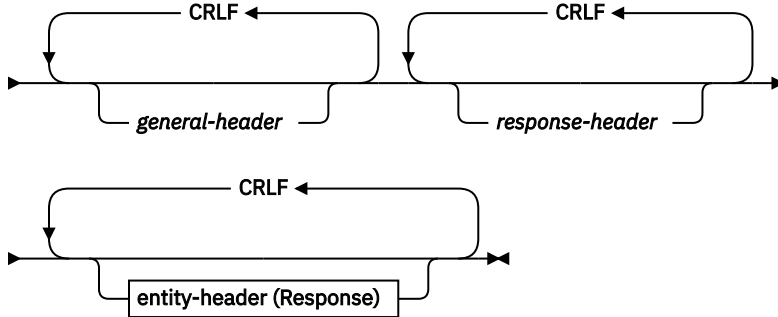 CRLF CRLF
general-header response-header
CRLF
entity-header (Response)